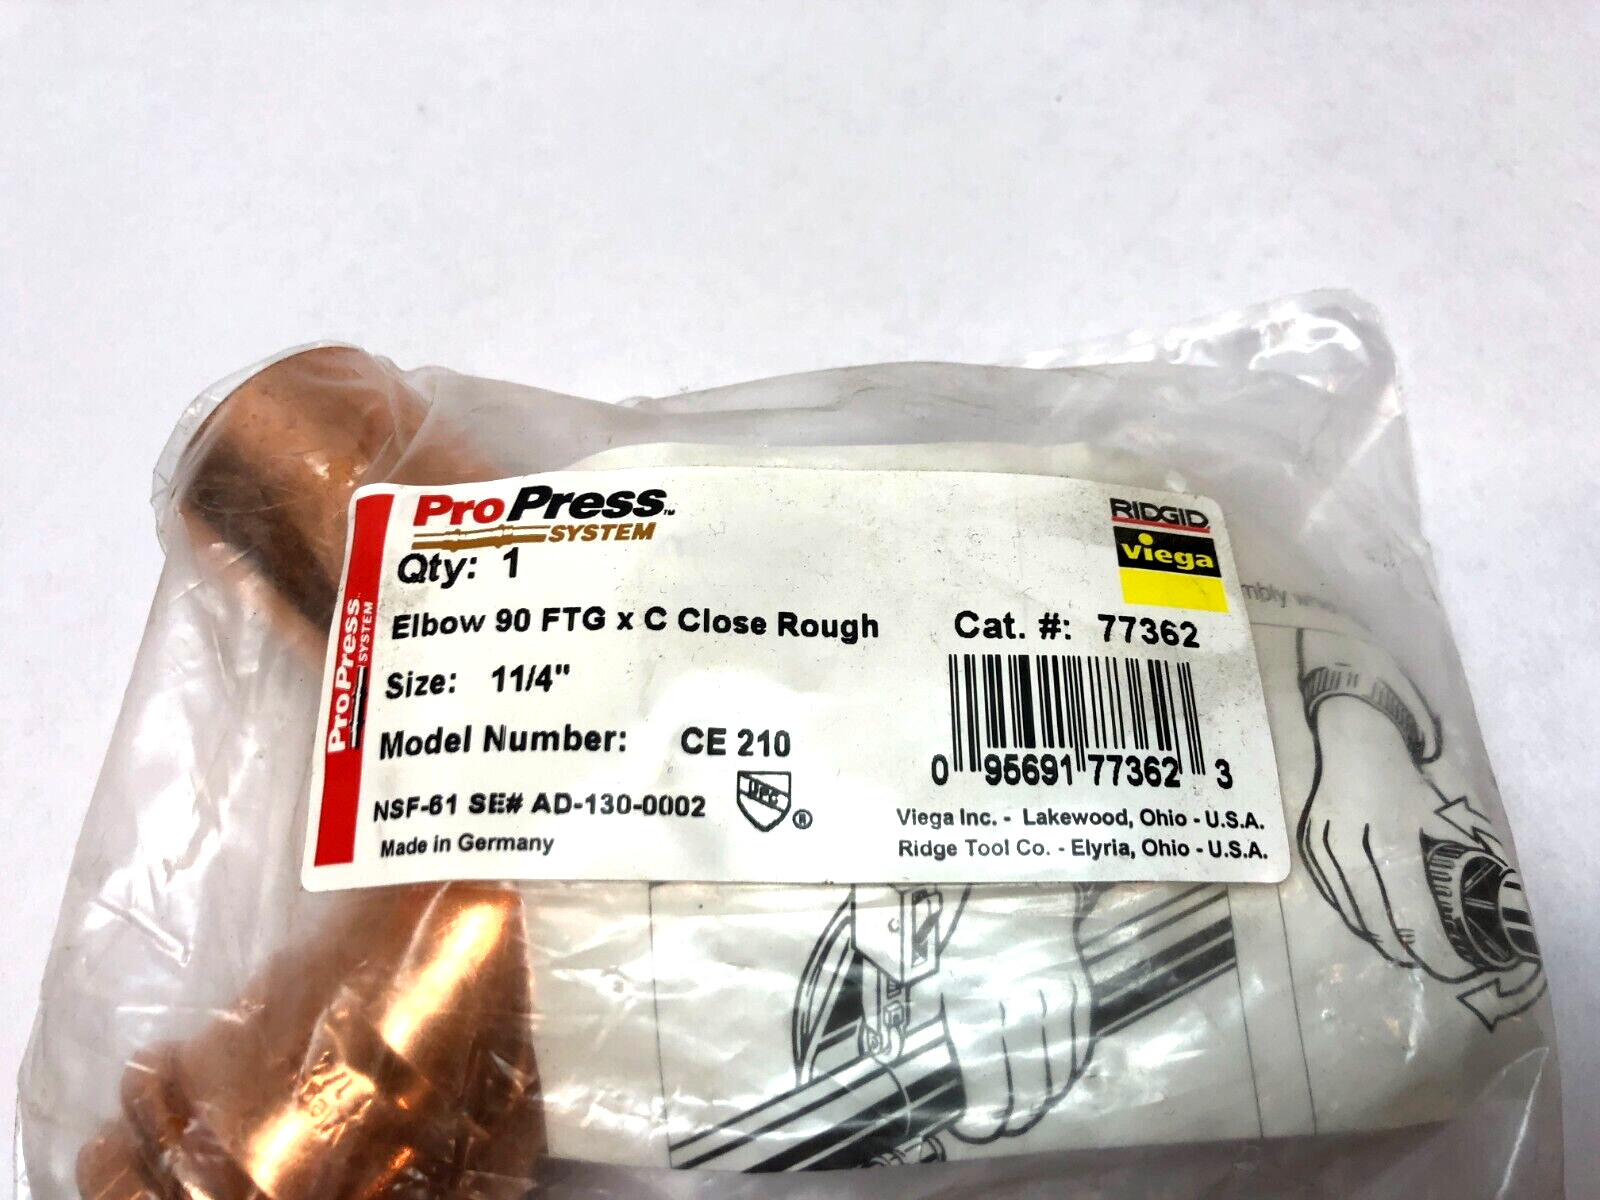 ProPress™
SYSTEM
Qty: 1
Elbow 90 FTG x C Close Rough
Size: 11/4"
Model Number: CE 210
NSF-61 SE# AD-130-0002
UPC ®
Made in Germany
RIDGID
viega
Cat. #: 77362
0 95691 77362 3
Viega Inc. - Lakewood, Ohio - U.S.A.
Ridge Tool Co. - Elyria, Ohio - U.S.A.
ProPress
SYSTEM